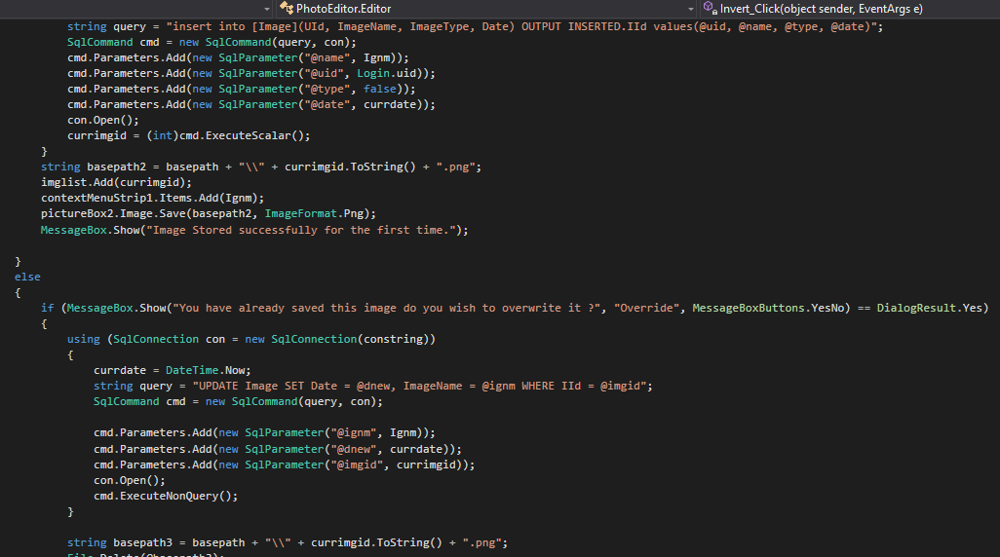 PhotoEditor.Editor
Invert_Click(object sender, EventArgs e)
string query = "insert into [Image](UId, ImageName, ImageType, Date) OUTPUT INSERTED.IId values(@uid, @name, @type, @date)";
SqlCommand cmd = new SqlCommand(query, con);
cmd.Parameters.Add(new SqlParameter("@name", Ignm));
cmd.Parameters.Add(new SqlParameter("@uid", Login.uid));
cmd.Parameters.Add(new SqlParameter("@type", false));
cmd.Parameters.Add(new SqlParameter("@date", currdate));
con.Open();
currimgid = (int)cmd.ExecuteScalar();
}
string basepath2 = basepath + "\\" + currimgid.ToString() + ".png";
imglist.Add(currimgid);
contextMenuStrip1.Items.Add(Ignm);
pictureBox2.Image.Save(basepath2, ImageFormat.Png);
MessageBox.Show("Image Stored successfully for the first time.");
}
else
{
if (MessageBox.Show("You have already saved this image do you wish to overwrite it ?", "Override", MessageBoxButtons.YesNo) == DialogResult.Yes)
{
using (SqlConnection con = new SqlConnection(constring))
{
currdate = DateTime.Now;
string query = "UPDATE Image SET Date = @dnew, ImageName = @ignm WHERE IId = @imgid";
SqlCommand cmd = new SqlCommand(query, con);
cmd.Parameters.Add(new SqlParameter("@ignm", Ignm));
cmd.Parameters.Add(new SqlParameter("@dnew", currdate));
cmd.Parameters.Add(new SqlParameter("@imgid", currimgid));
con.Open();
cmd.ExecuteNonQuery();
}
string basepath3 = basepath + "\\" + currimgid.ToString() + ".png";